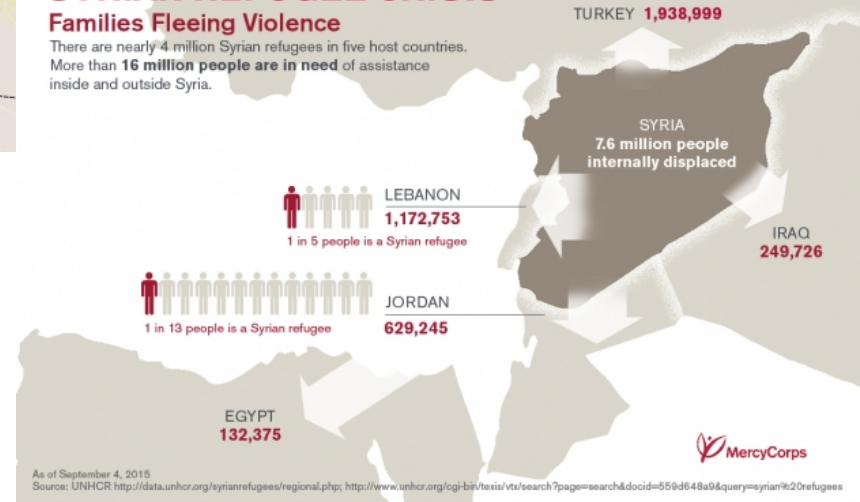 SYRIAN REFUGEE CRISIS
Families Fleeing Violence
There are nearly 4 million Syrian refugees in five host countries.
More than 16 million people are in need of assistance
inside and outside Syria.
TURKEY 1,938,999
SYRIA
7.6 million people
internally displaced
LEBANON
1,172,753
1 in 5 people is a Syrian refugee
IRAQ
249,726
JORDAN
629,245
1 in 13 people is a Syrian refugee
EGYPT
132,375
MercyCorps
As of September 4, 2015
Source: UNHCR http://data.unhcr.org/syrianrefugees/regional.php; http://www.unhcr.org/cgi-bin/texis/vtx/search?page=search&docid=559d648a9&query=syrian%20refugees